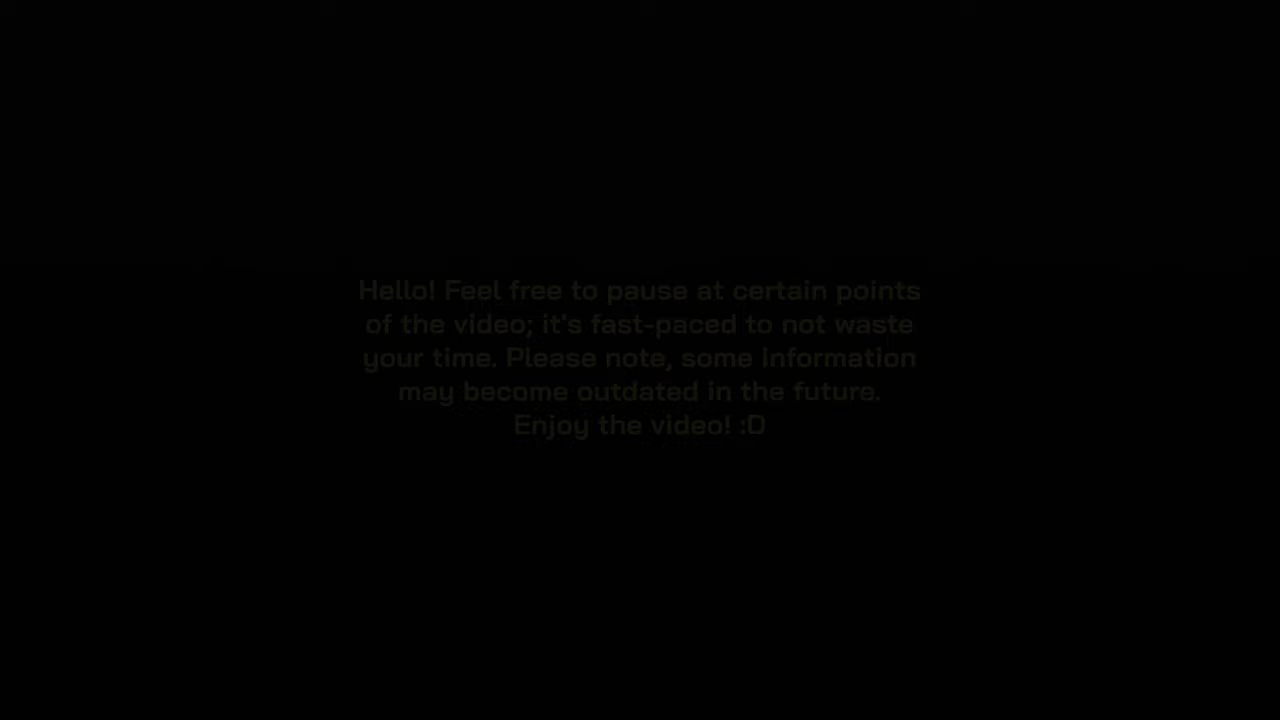 Hello! Feel free to pause at certain points
of the video; it's fast-paced to not waste
your time. Please note, some information
may become outdated in the future.
Enjoy the video! :D